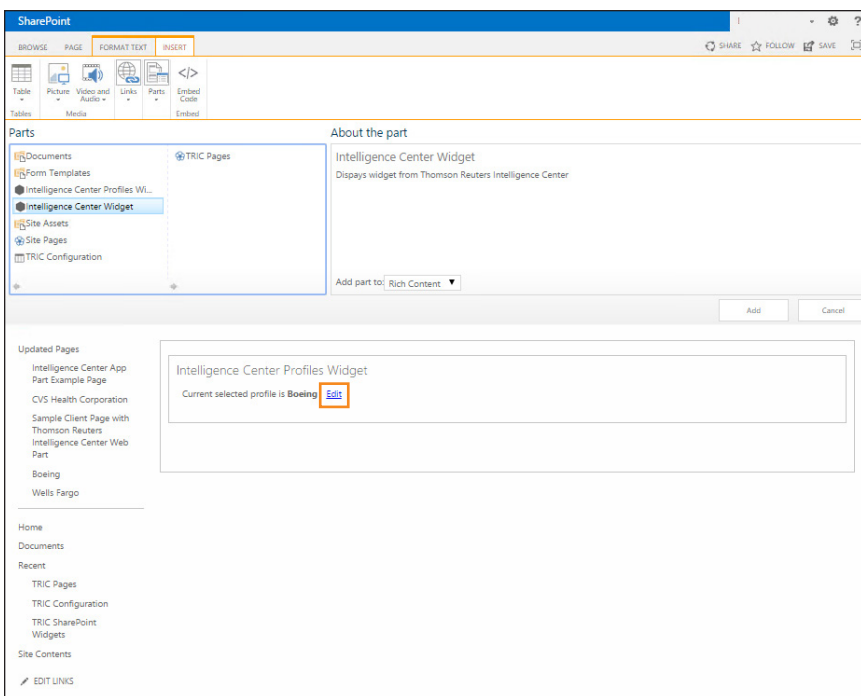 SharePoint
?
BROWSE PAGE FORMAT TEXT INSERT
SHARE FOLLOW SAVE
Table Picture Video and Links Parts Embed
Audio Code
Tables Media Embed
Parts
Documents
Form Templates
Intelligence Center Profiles Wi...
Intelligence Center Widget
Site Assets
Site Pages
TRIC Configuration
TRIC Pages
About the part
Intelligence Center Widget
Dispays widget from Thomson Reuters Intelligence Center
Add part to: Rich Content
Add Cancel
Updated Pages
Intelligence Center App
Part Example Page
CVS Health Corporation
Sample Client Page with
Thomson Reuters
Intelligence Center Web
Part
Boeing
Wells Fargo
Home
Documents
Recent
TRIC Pages
TRIC Configuration
TRIC SharePoint
Widgets
Site Contents
EDIT LINKS
Intelligence Center Profiles Widget
Current selected profile is Boeing Edit